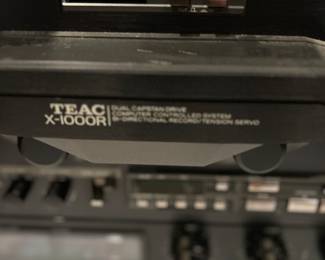 TEAC
X-1000R
DUAL CAPSTAN DRIVE
COMPUTER CONTROLLED SYSTEM
BI-DIRECTIONAL RECORD/TENSION SERVO